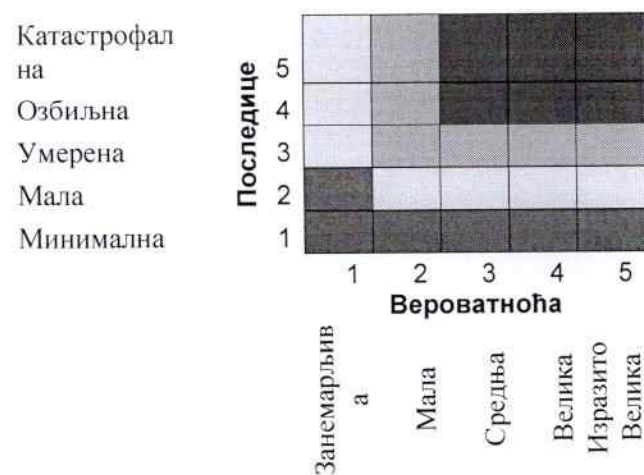 Катастрофал
на
Озбиљна
Умерена
Мала
Минимална
Последице
5
4
3
2
1
1 2 3 4 5
Вероватноћа
Занемарљив
а
Мала
Средња
Велика
Изразито
Велика